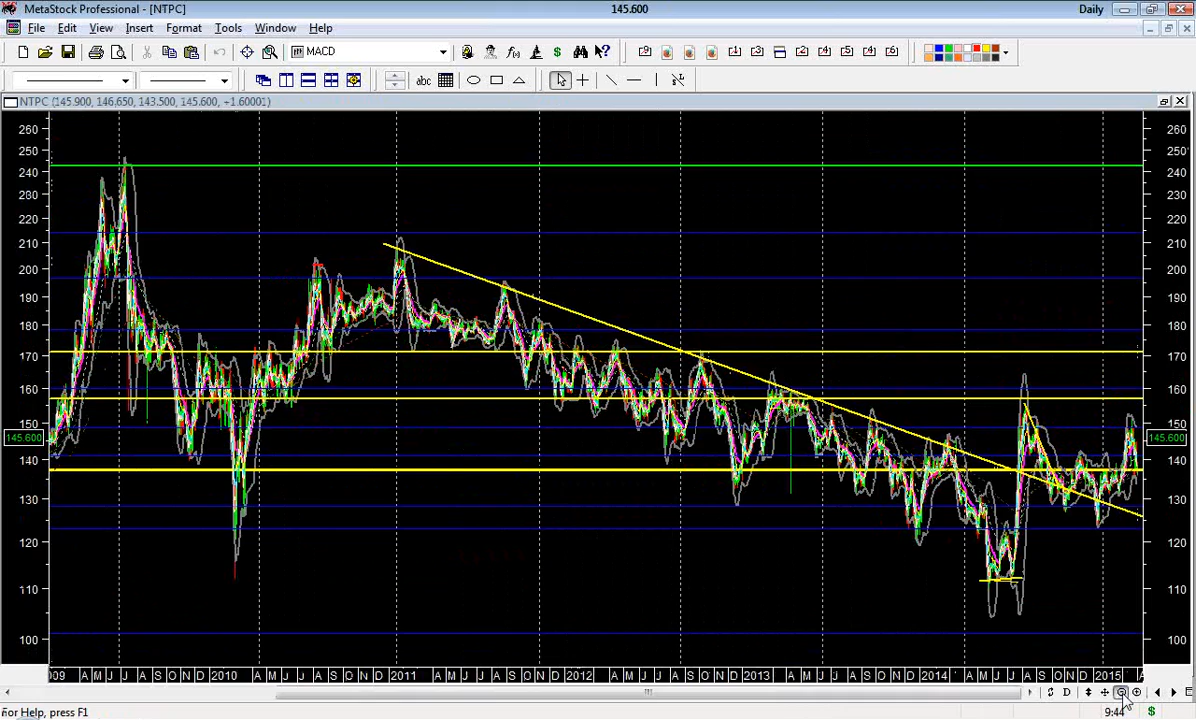 MetaStock Professional - [NTPC]
145.600
Daily
File Edit View Insert Format Tools Window Help
MACD
abc
NTPC (145.900, 146.650, 143.500, 145.600, +1.60001)
260 260
250 250
240 240
230 230
220 220
210 210
200 200
190 190
180 180
170 170
160 160
150 150
145.600 145.600
140 140
130 130
120 120
110 110
100 100
09 A M J J A S O N D 2010 A M J J A S O N D 2011 A M J J A S O N D 2012 A M J J A S O N D 2013 A M J J A S O N D 2014 A M J J A S O N D 2015 A
D
For Help, press F1
9:44
$